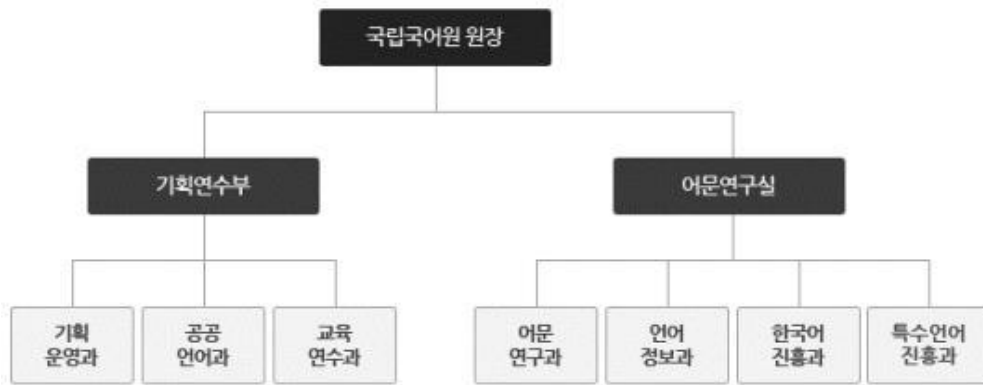 국립국어원 원장
기획연수부
어문연구실
기획
운영과
공공
언어과
교육
연수과
어문
연구과
언어
정보과
한국어
진흥과
특수언어
진흥과